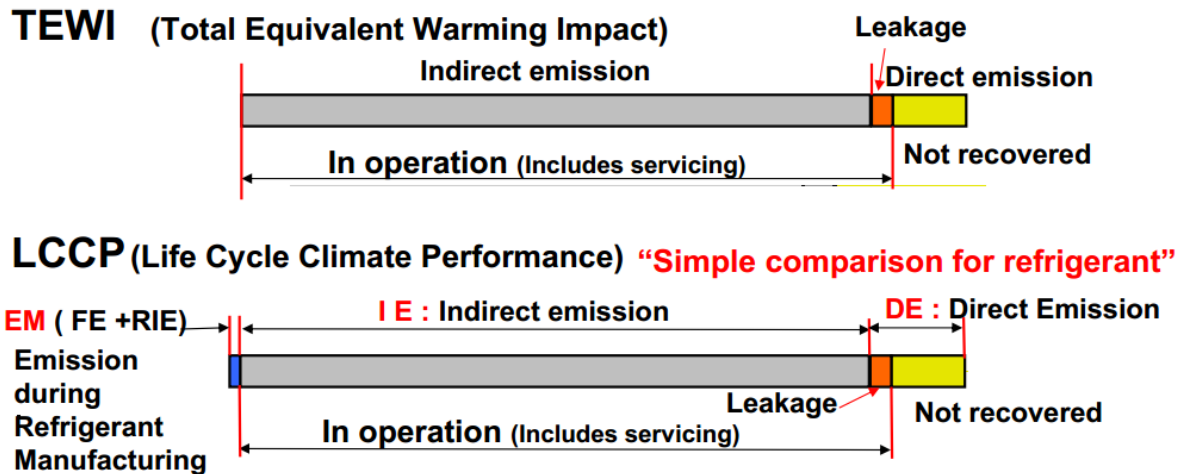 TEWI (Total Equivalent Warming Impact)
Leakage
Indirect emission
Direct emission
In operation (Includes servicing)
Not recovered
LCCP (Life Cycle Climate Performance) “Simple comparison for refrigerant”
EM ( FE +RIE)
I E : Indirect emission
DE : Direct Emission
Emission
during
Refrigerant
Manufacturing
Leakage
Not recovered
In operation (Includes servicing)